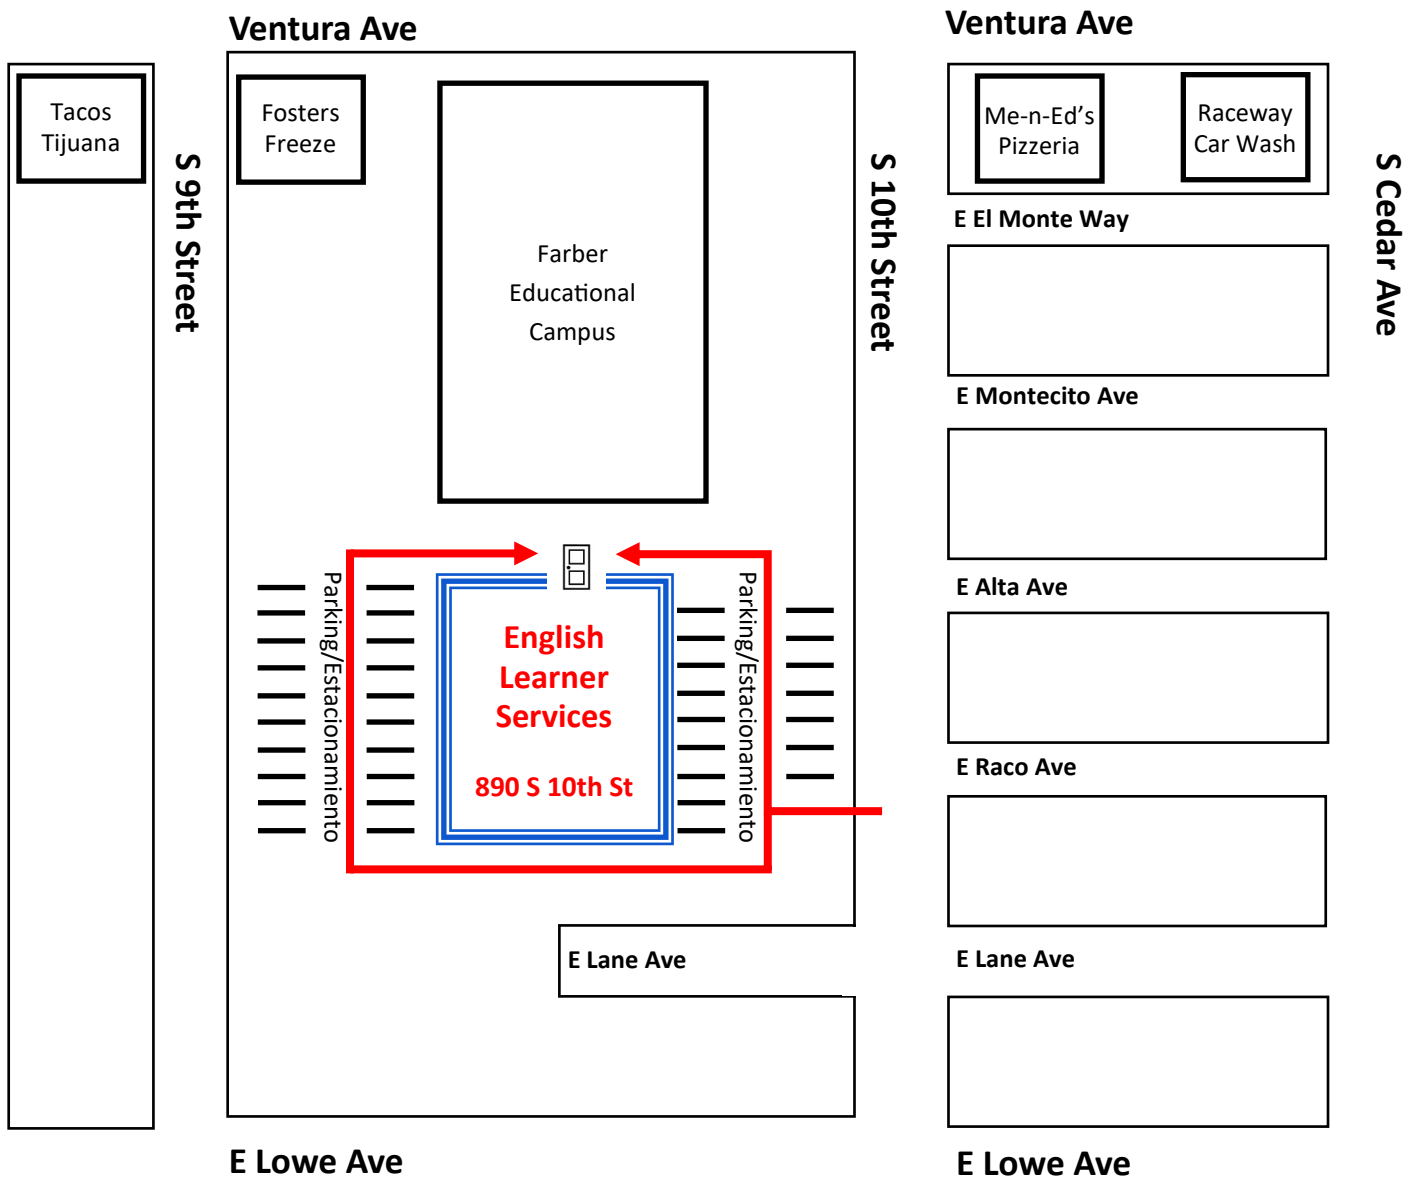 Ventura Ave
Ventura Ave
Tacos
Tijuana
S 9th Street
Fosters
Freeze
Farber
Educational
Campus
S 10th Street
Me-n-Ed’s
Pizzeria
Raceway
Car Wash
S Cedar Ave
E El Monte Way
E Montecito Ave
E Alta Ave
Parking/Estacionamiento
English
Learner
Services
890 S 10th St
Parking/Estacionamiento
E Raco Ave
E Lane Ave
E Lane Ave
E Lowe Ave
E Lowe Ave